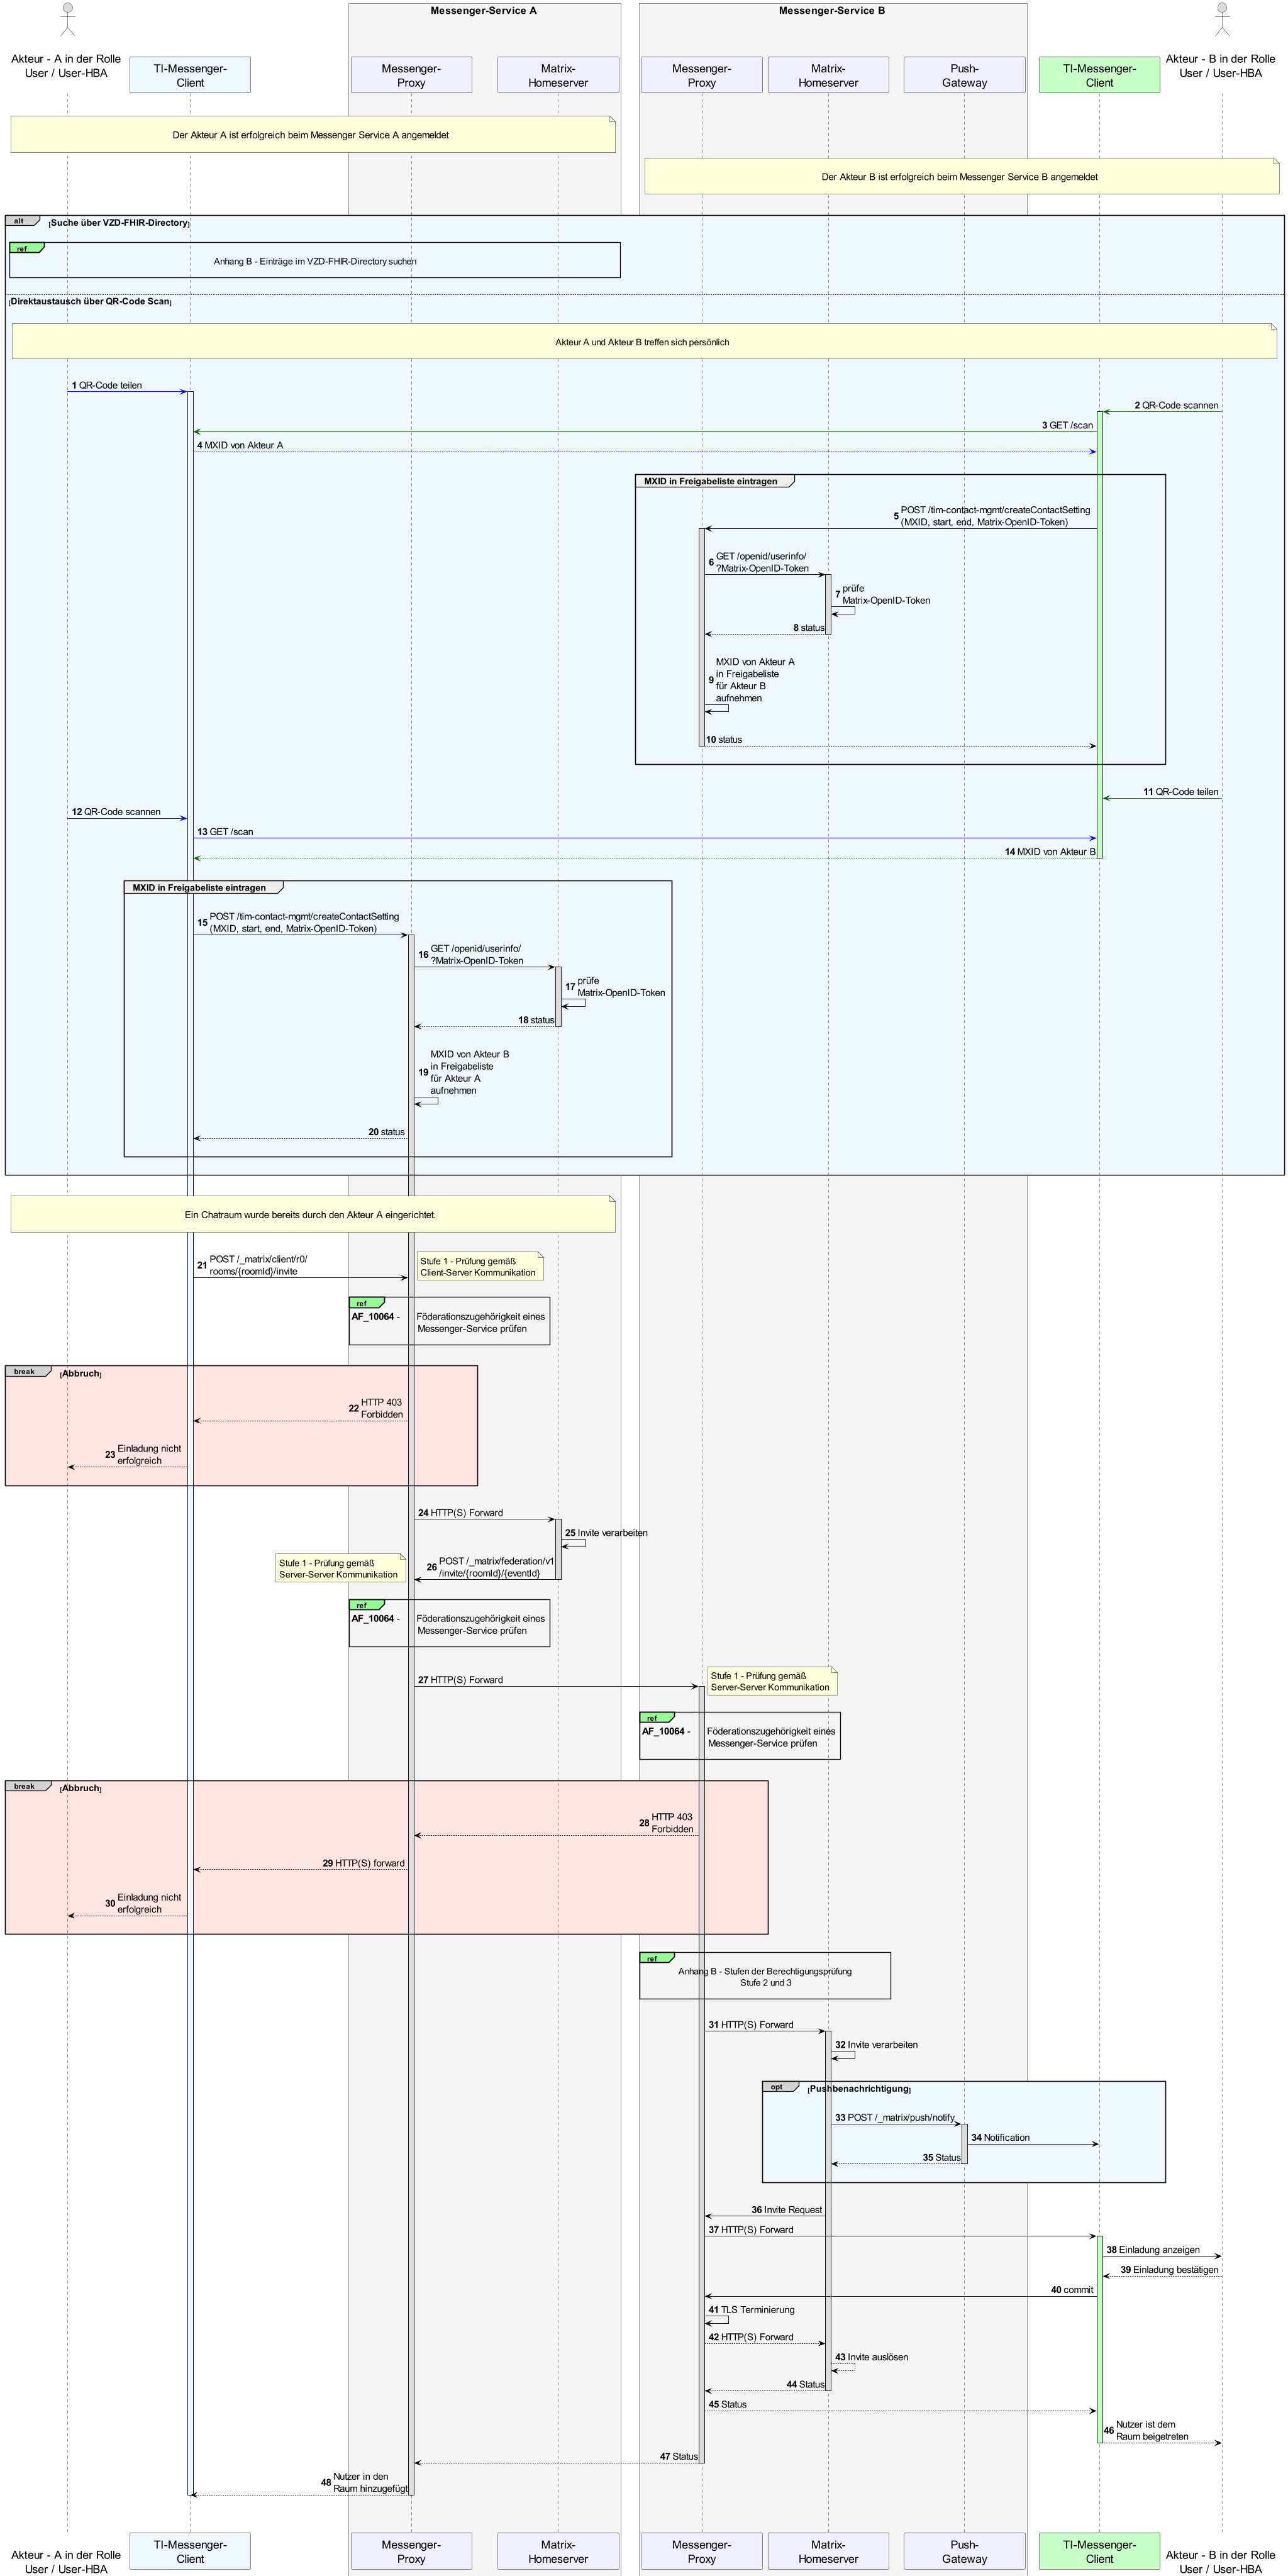 Messenger-Service A
Messenger-Service B
Akteur - A in der Rolle
User / User-HBA
TI-Messenger-
Client
Messenger-
Proxy
Matrix-
Homeserver
Messenger-
Proxy
Matrix-
Homeserver
Push-
Gateway
TI-Messenger-
Client
Akteur - B in der Rolle
User / User-HBA
Der Akteur A ist erfolgreich beim Messenger Service A angemeldet
Der Akteur B ist erfolgreich beim Messenger Service B angemeldet
alt [Suche über VZD-FHIR-Directory]
ref
Anhang B - Einträge im VZD-FHIR-Directory suchen
[Direktaustausch über QR-Code Scan]
Akteur A und Akteur B treffen sich persönlich
1 QR-Code teilen
2 QR-Code scannen
3 GET /scan
4 MXID von Akteur A
MXID in Freigabeliste eintragen
5 POST /tim-contact-mgmt/createContactSetting
(MXID, start, end, Matrix-OpenID-Token)
6 GET /openid/userinfo/
?Matrix-OpenID-Token
7 prüfe
Matrix-OpenID-Token
8 status
9 MXID von Akteur A
in Freigabeliste
für Akteur B
aufnehmen
10 status
11 QR-Code teilen
12 QR-Code scannen
13 GET /scan
14 MXID von Akteur B
MXID in Freigabeliste eintragen
15 POST /tim-contact-mgmt/createContactSetting
(MXID, start, end, Matrix-OpenID-Token)
16 GET /openid/userinfo/
?Matrix-OpenID-Token
17 prüfe
Matrix-OpenID-Token
18 status
19 MXID von Akteur B
in Freigabeliste
für Akteur A
aufnehmen
20 status
Ein Chatraum wurde bereits durch den Akteur A eingerichtet.
21 POST /_matrix/client/r0/
rooms/{roomId}/invite
Stufe 1 - Prüfung gemäß
Client-Server Kommunikation
ref
AF_10064 - Föderationszugehörigkeit eines
Messenger-Service prüfen
break [Abbruch]
22 HTTP 403
Forbidden
23 Einladung nicht
erfolgreich
24 HTTP(S) Forward
25 Invite verarbeiten
26 POST /_matrix/federation/v1
/invite/{roomId}/{eventId}
Stufe 1 - Prüfung gemäß
Server-Server Kommunikation
ref
AF_10064 - Föderationszugehörigkeit eines
Messenger-Service prüfen
27 HTTP(S) Forward
Stufe 1 - Prüfung gemäß
Server-Server Kommunikation
ref
AF_10064 - Föderationszugehörigkeit eines
Messenger-Service prüfen
break [Abbruch]
28 HTTP 403
Forbidden
29 HTTP(S) forward
30 Einladung nicht
erfolgreich
ref
Anhang B - Stufen der Berechtigungsprüfung
Stufe 2 und 3
31 HTTP(S) Forward
32 Invite verarbeiten
opt [Pushbenachrichtigung]
33 POST /_matrix/push/notify
34 Notification
35 Status
36 Invite Request
37 HTTP(S) Forward
38 Einladung anzeigen
39 Einladung bestätigen
40 commit
41 TLS Terminierung
42 HTTP(S) Forward
43 Invite auslösen
44 Status
45 Status
46 Nutzer ist dem
Raum beigetreten
47 Status
48 Nutzer in den
Raum hinzugefügt
Akteur - A in der Rolle
User / User-HBA
TI-Messenger-
Client
Messenger-
Proxy
Matrix-
Homeserver
Messenger-
Proxy
Matrix-
Homeserver
Push-
Gateway
TI-Messenger-
Client
Akteur - B in der Rolle
User / User-HBA